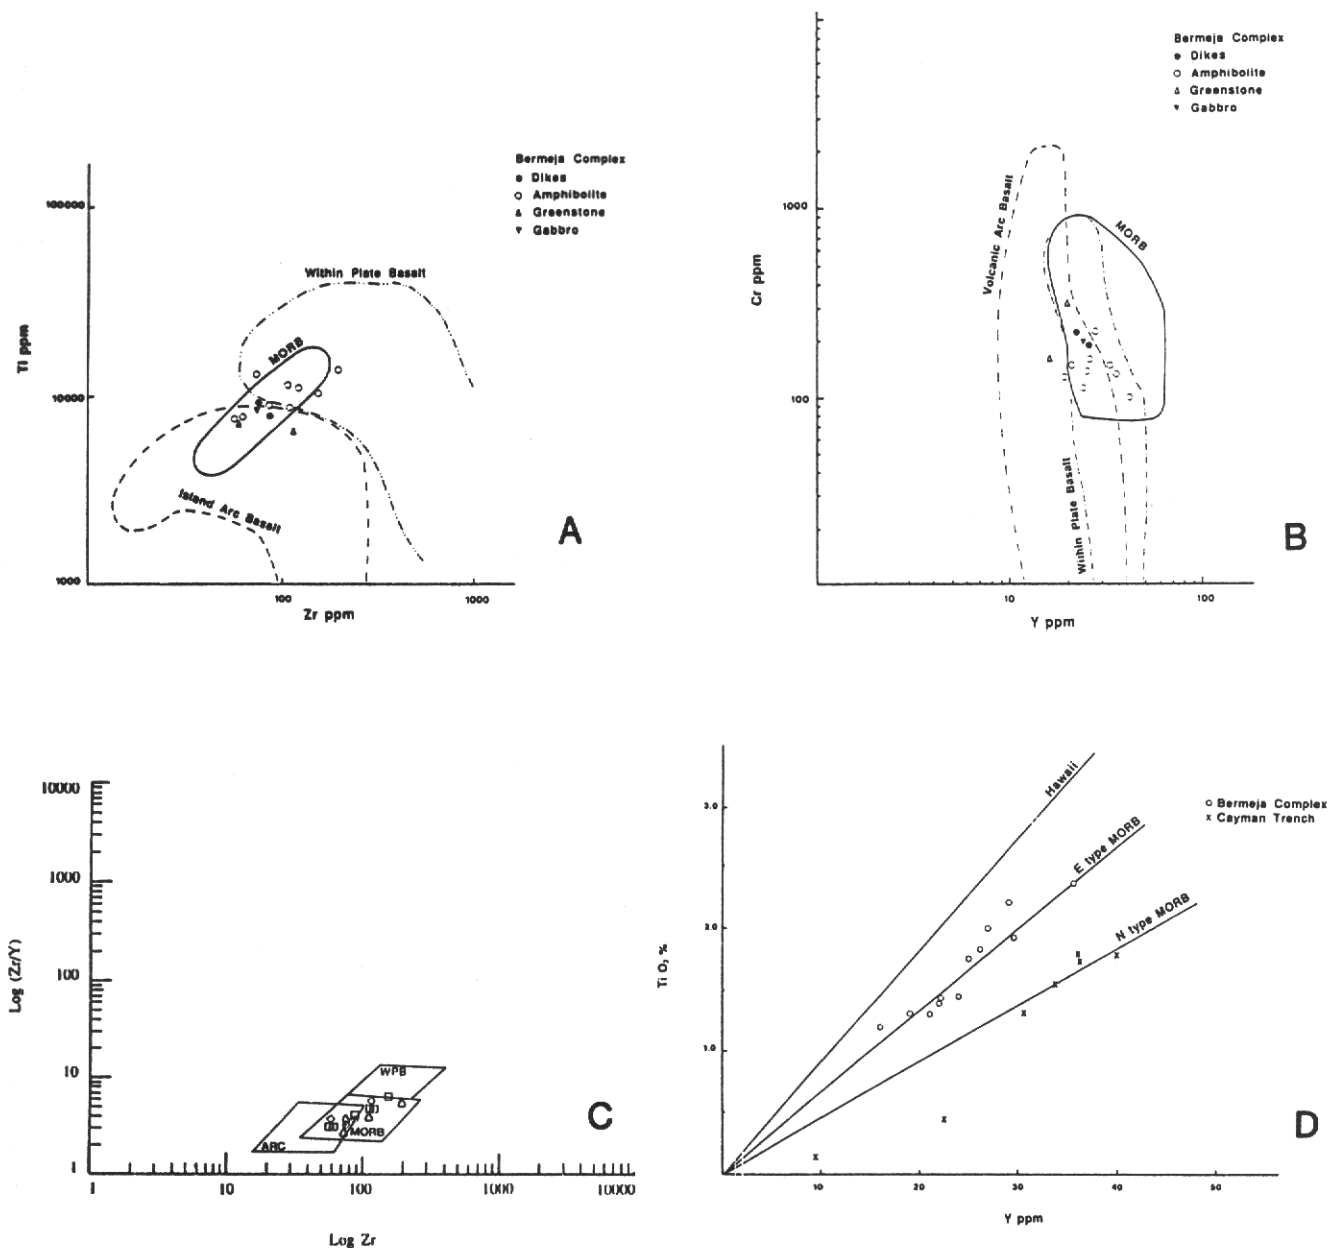 Bermeja Complex
Dikes
Amphibolite
Greenstone
Gabbro
100000
Within Plate Basalt
MORB
Ti ppm
10000
Island Arc Basalt
1000
100
1000
Zr ppm
A
Bermeja Complex
Dikes
Amphibolite
Greenstone
Gabbro
1000
Volcanic Arc Basalt
MORB
Cr ppm
100
Within Plate Basalt
10
100
Y ppm
B
10000
1000
Log (Zr/Y)
100
10
WPB
MORB
ARC
1
1
10
100
1000
10000
Log Zr
C
Hawaii
Bermeja Complex
x Cayman Trench
3.0
E type MORB
N type MORB
2.0
Ti O2 %
1.0
10
20
30
40
50
Y ppm
D